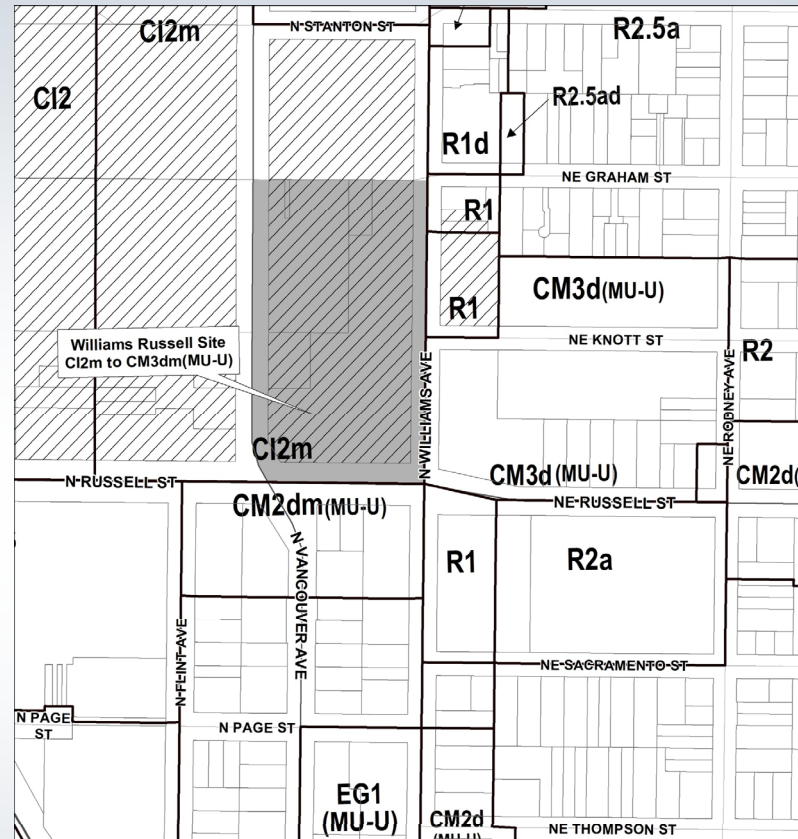 N STANTON ST
CI2m
R2.5a
CI2
R2.5ad
R1d
NE GRAHAM ST
R1
CM3d(MU-U)
R1
NE KNOTT ST
Williams Russell Site
CI2m to CM3dm(MU-U)
R2
N WILLIAMS AVE
NE RODNEY AVE
CI2m
CM3d (MU-U)
CM2d(
N RUSSELL ST
NE RUSSELL ST
CM2dm(MU-U)
N VANCOUVER AVE
R1
R2a
N FLINT AVE
NE SACRAMENTO ST
N PAGE
ST
N PAGE ST
EG1
(MU-U)
CM2d
(MU-U)
NE THOMPSON ST